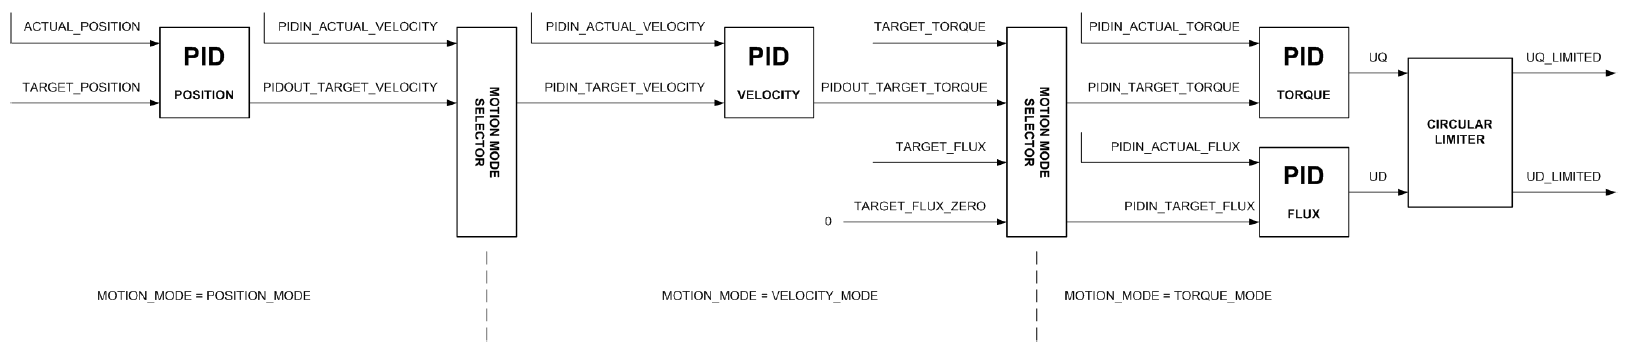 ACTUAL_POSITION
TARGET_POSITION
PID
POSITION
PIDIN_ACTUAL_VELOCITY
PIDOUT_TARGET_VELOCITY
MOTION MODE
SELECTOR
PIDIN_ACTUAL_VELOCITY
PIDIN_TARGET_VELOCITY
PID
VELOCITY
TARGET_TORQUE
PIDOUT_TARGET_TORQUE
TARGET_FLUX
0
TARGET_FLUX_ZERO
MOTION MODE
SELECTOR
PIDIN_ACTUAL_TORQUE
PIDIN_TARGET_TORQUE
PID
TORQUE
PIDIN_ACTUAL_FLUX
PIDIN_TARGET_FLUX
PID
FLUX
UQ
UD
CIRCULAR
LIMITER
UQ_LIMITED
UD_LIMITED
MOTION_MODE = POSITION_MODE
MOTION_MODE = VELOCITY_MODE
MOTION_MODE = TORQUE_MODE